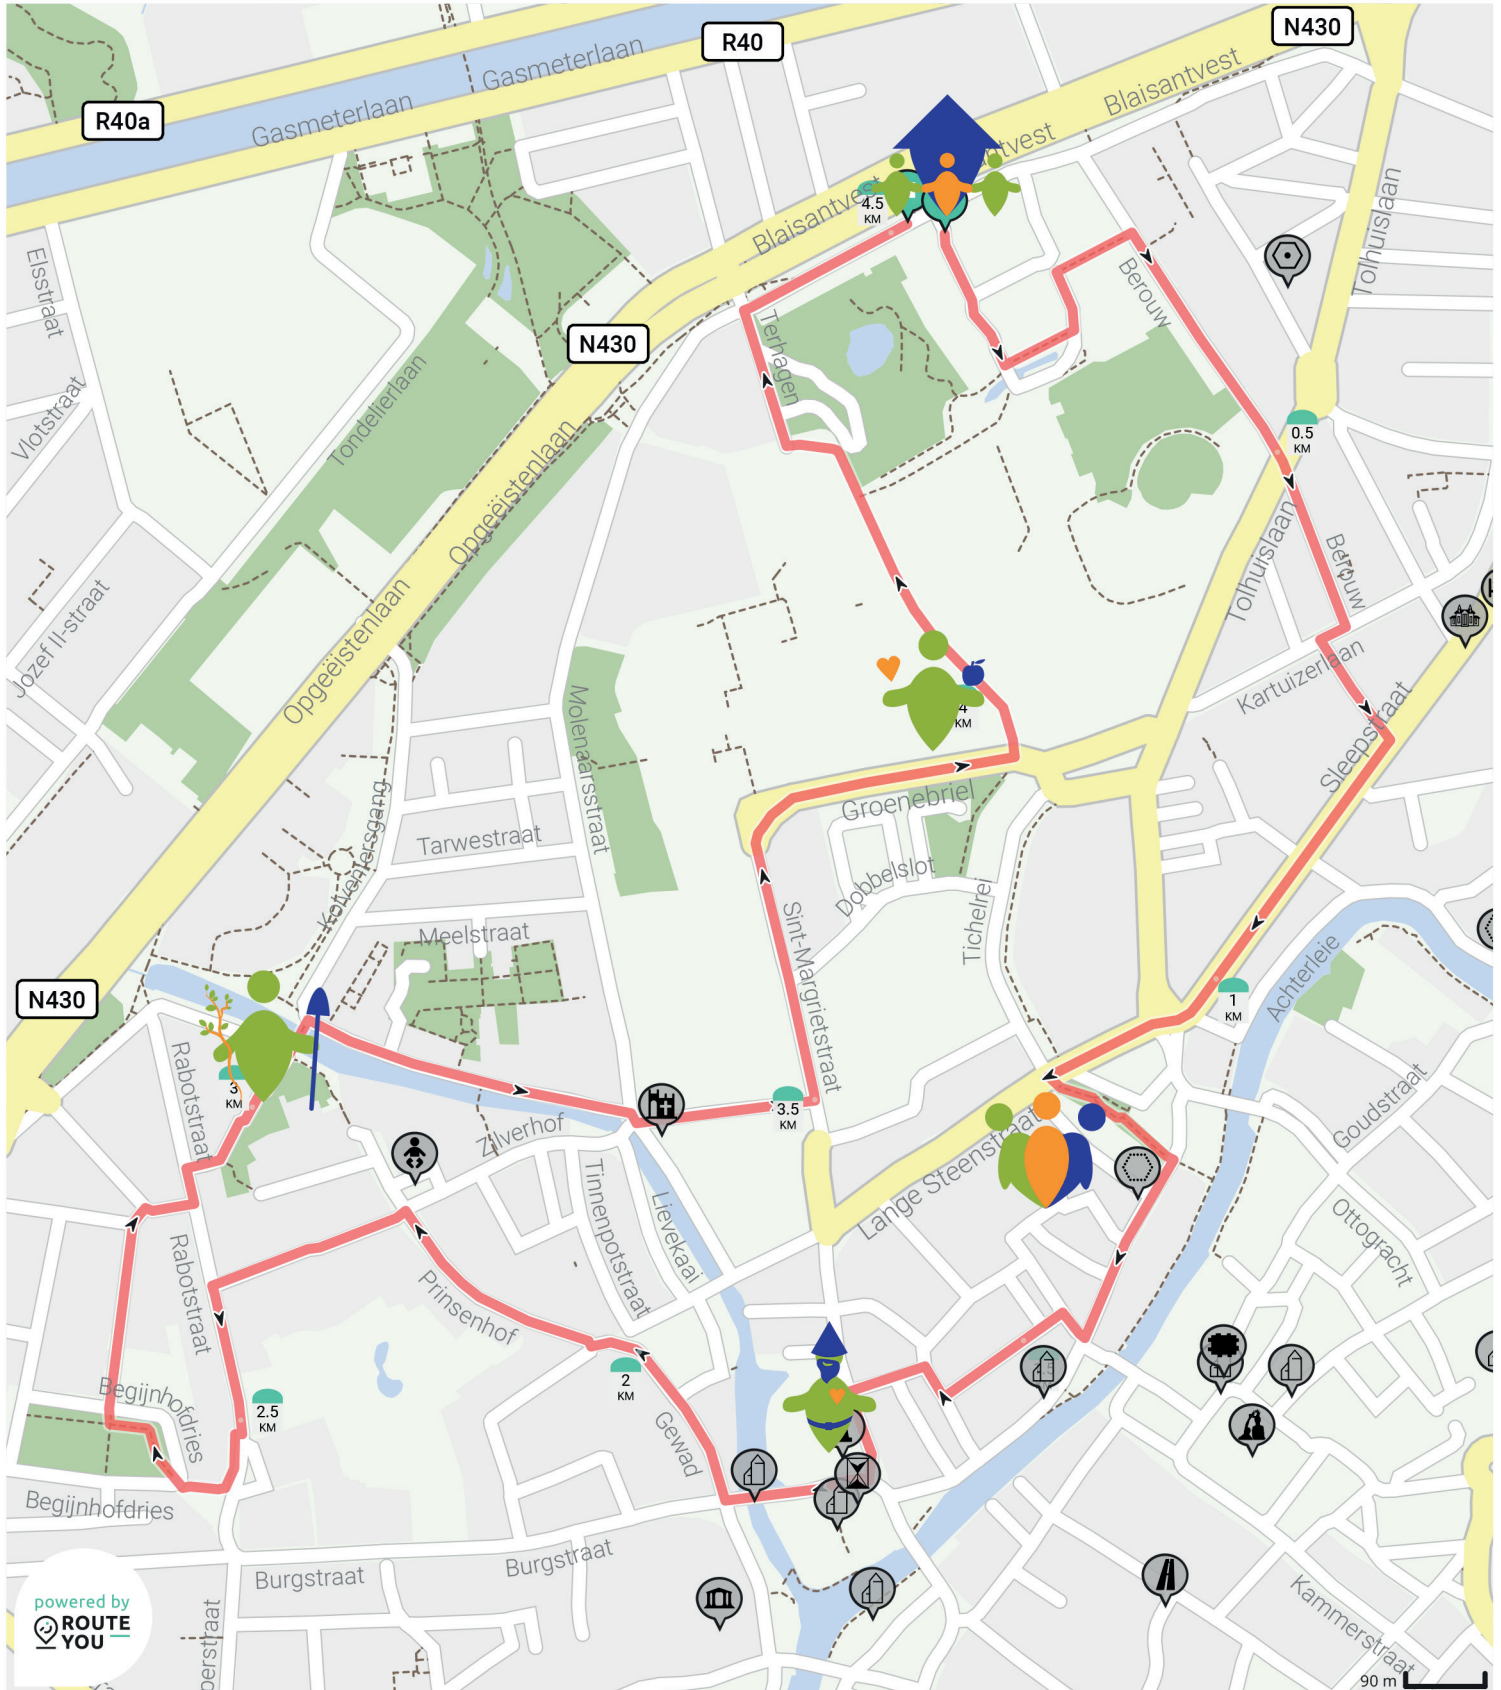 N430
R40
R40a
Gasmeterlaan
Gasmeterlaan
Blaisantvest
Blaisantvest
antvest
4.5
KM
Tolhuislaan
Berouw
Elsstraat
N430
Terhagen
Vlotstraat
Tondelierlaan
0.5
KM
Opgeëistenlaan
Tolhuislaan
Berouw
Jozef II-straat
Opgeëistenlaan
Kartuizerlaan
4
KM
Molenaarsstraat
Sleepstraat
Groenebriel
Tarwestraat
Kolveniersgang
Dobbelslot
Tichelrei
Meelstraat
Sint-Margrietstraat
N430
Achterleie
1
KM
Rabotstraat
3
KM
3.5
KM
Goudstraat
Zilverhof
Lange Steenstraat
Tinnenpotstraat
Lievekaai
Ottogracht
Rabotstraat
Prinsenhof
2
KM
Begijnhofdries
2.5
KM
Gewad
Begijnhofdries
Burgstraat
Burgstraat
Kammerstraat
perstraat
powered by
ROUTE
YOU
90 m